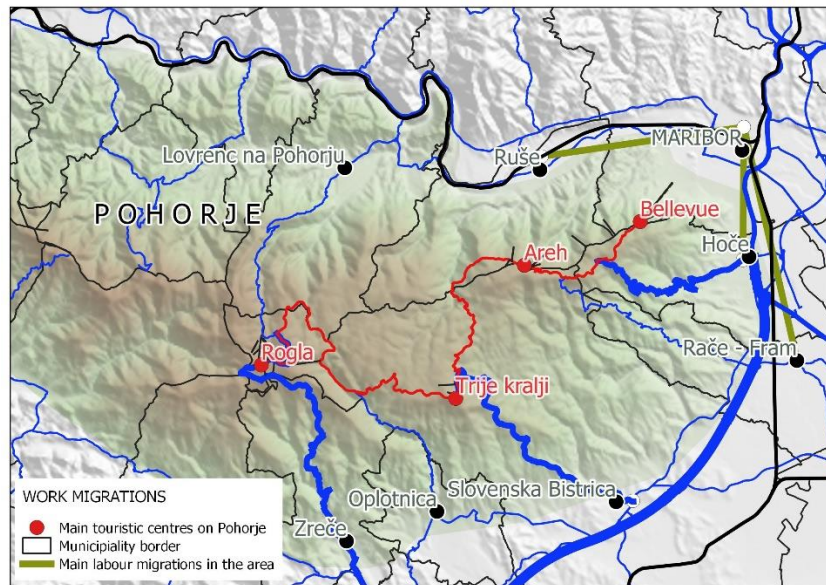 MARIBOR
Lovrenc na Pohorju
Ruše
POHORJE
Bellevue
Hoče
Areh
Rače - Fram
Rogla
Trije kralji
Slovenska Bistrica
Oplotnica
Zreče
WORK MIGRATIONS
Main touristic centres on Pohorje
Municipiality border
Main labour migrations in the area